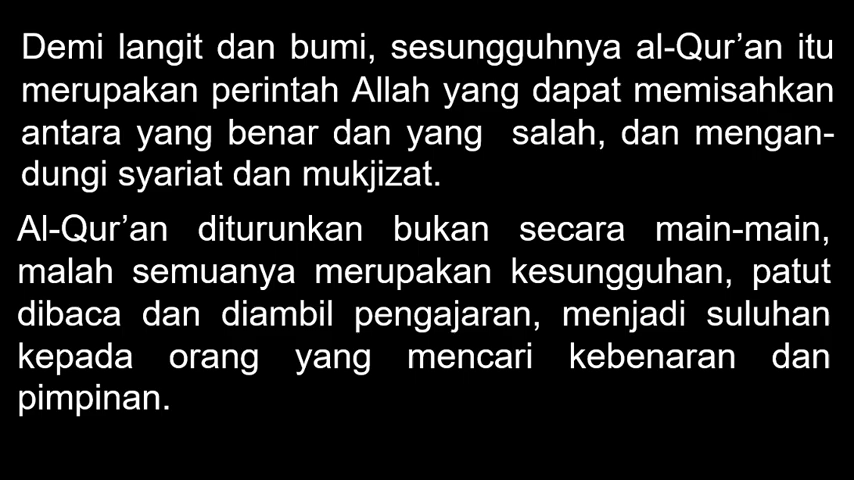 Demi langit dan bumi, sesungguhnya al-Qur’an itu
merupakan perintah Allah yang dapat memisahkan
antara yang benar dan yang salah, dan mengan-
dungi syariat dan mukjizat.
Al-Qur’an diturunkan bukan secara main-main,
malah semuanya merupakan kesungguhan, patut
dibaca dan diambil pengajaran, menjadi suluhan
kepada orang yang mencari kebenaran dan
pimpinan.